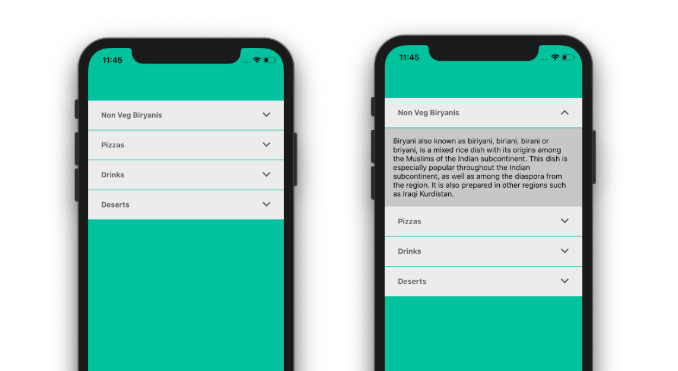 11:45
Non Veg Biryanis
Pizzas
Drinks
Deserts
11:45
Non Veg Biryanis
Biryani also known as biriyani, biriani, birani or
briyani, is a mixed rice dish with its origins among
the Muslims of the Indian subcontinent. This dish is
especially popular throughout the Indian
subcontinent, as well as among the diaspora from
the region. It is also prepared in other regions such
as Iraqi Kurdistan.
Pizzas
Drinks
Deserts